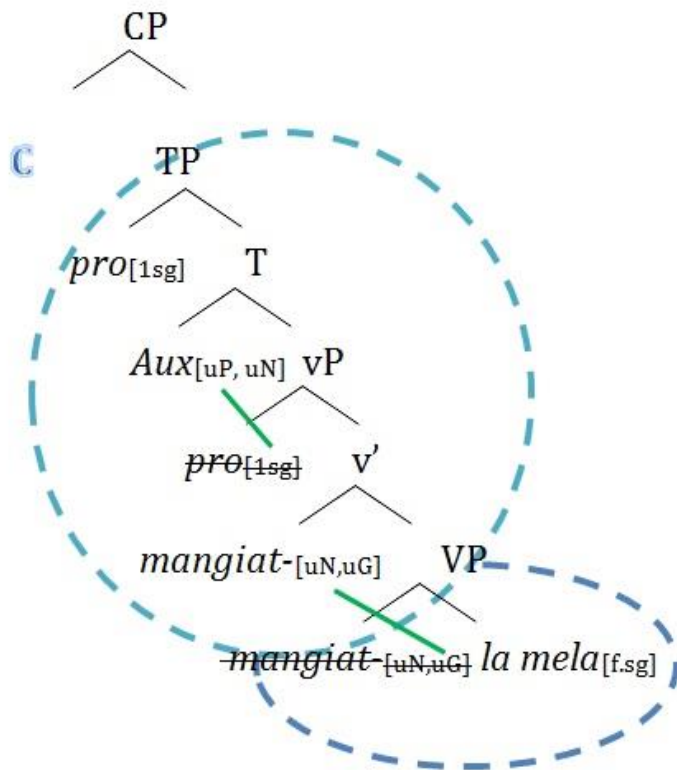 CP
ℂ TP
pro[1sg] T
Aux[uP, uN] vP
pro[1sg] v’
mangiat-[uN,uG] VP
mangiat-[uN,uG] la mela[f.sg]